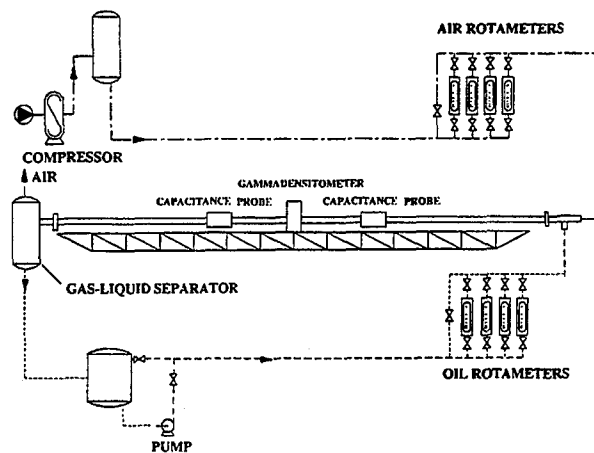 AIR ROTAMETERS
COMPRESSOR
AIR
GAMMADENSITOMETER
CAPACITANCE PROBE
CAPACITANCE PROBE
GAS-LIQUID SEPARATOR
OIL ROTAMETERS
PUMP